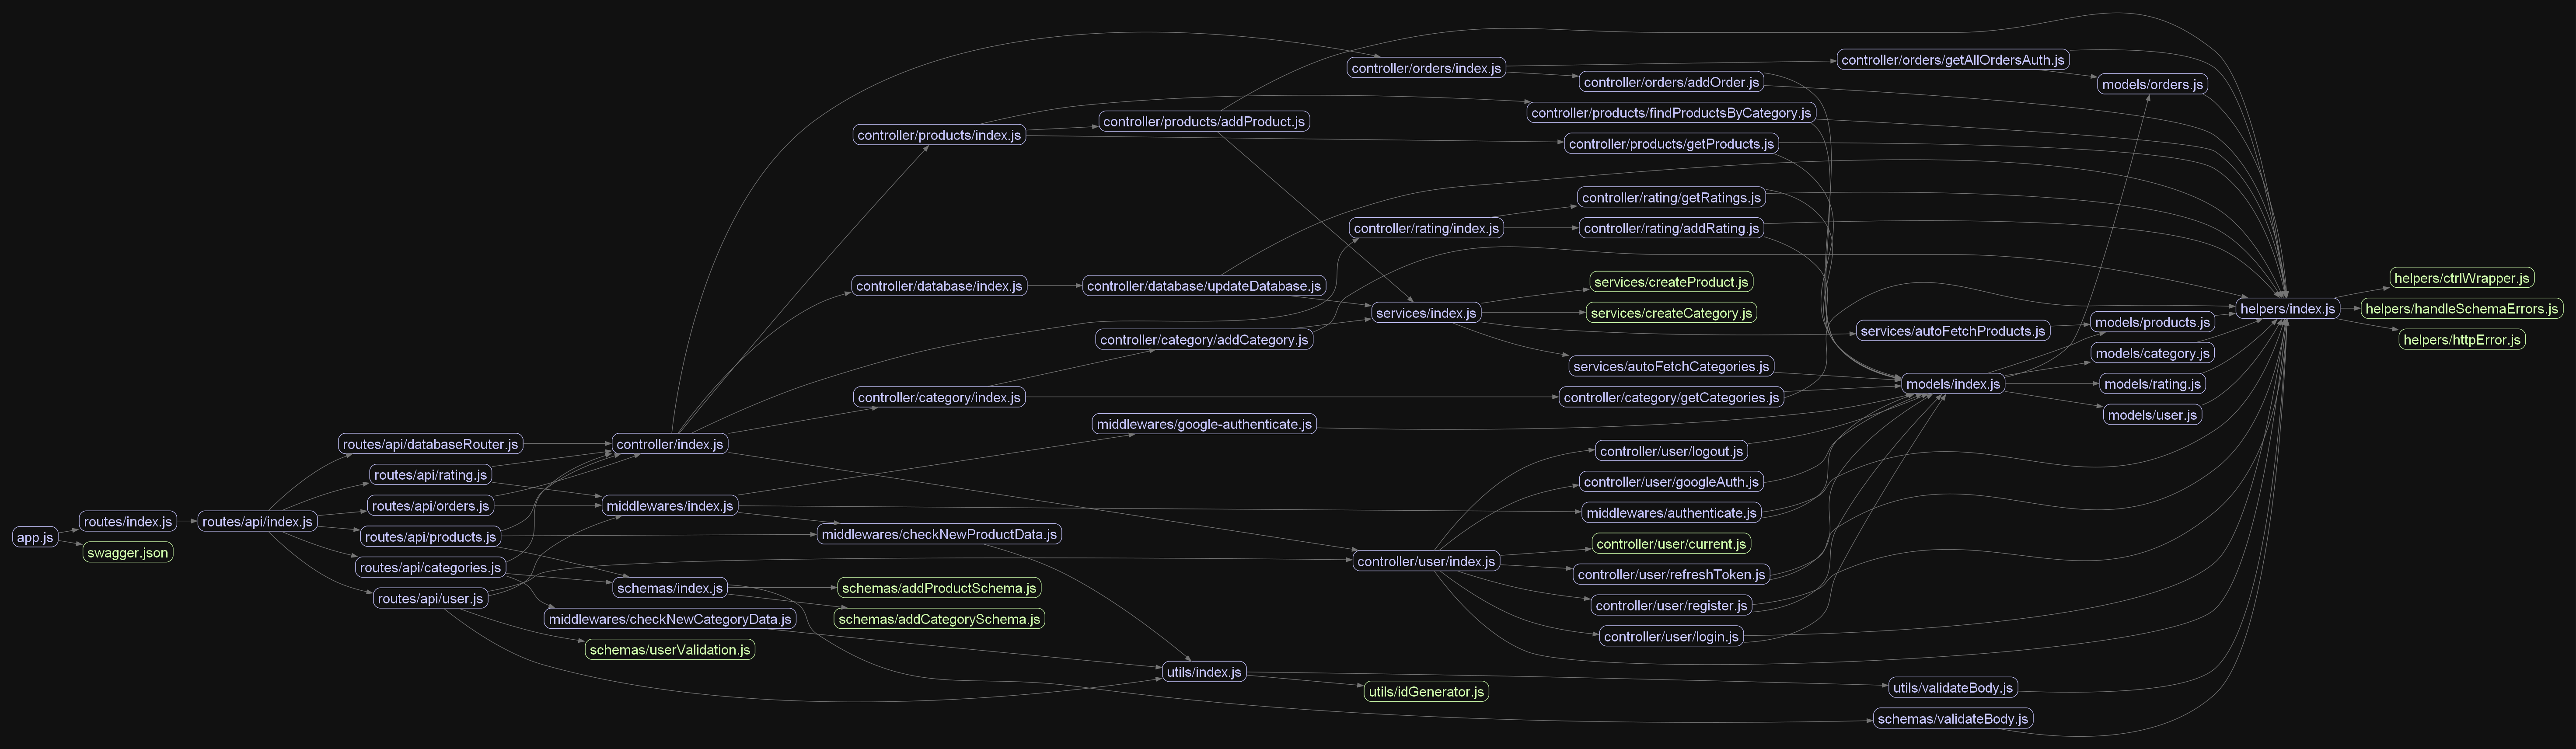 app.js
routes/index.js
swagger.json
routes/api/index.js
routes/api/databaseRouter.js
routes/api/rating.js
routes/api/orders.js
routes/api/products.js
routes/api/categories.js
routes/api/user.js
controller/index.js
middlewares/index.js
schemas/index.js
middlewares/checkNewCategoryData.js
schemas/userValidation.js
controller/products/index.js
controller/database/index.js
controller/category/index.js
middlewares/checkNewProductData.js
schemas/addProductSchema.js
schemas/addCategorySchema.js
controller/products/addProduct.js
controller/database/updateDatabase.js
controller/category/addCategory.js
middlewares/google-authenticate.js
utils/index.js
controller/orders/index.js
controller/rating/index.js
services/index.js
controller/user/index.js
utils/idGenerator.js
controller/orders/addOrder.js
controller/products/findProductsByCategory.js
controller/products/getProducts.js
controller/rating/getRatings.js
controller/rating/addRating.js
services/createProduct.js
services/createCategory.js
services/autoFetchCategories.js
controller/category/getCategories.js
controller/user/logout.js
controller/user/googleAuth.js
middlewares/authenticate.js
controller/user/current.js
controller/user/refreshToken.js
controller/user/register.js
controller/user/login.js
controller/orders/getAllOrdersAuth.js
services/autoFetchProducts.js
models/index.js
utils/validateBody.js
schemas/validateBody.js
models/orders.js
models/products.js
models/category.js
models/rating.js
models/user.js
helpers/index.js
helpers/ctrlWrapper.js
helpers/handleSchemaErrors.js
helpers/httpError.js